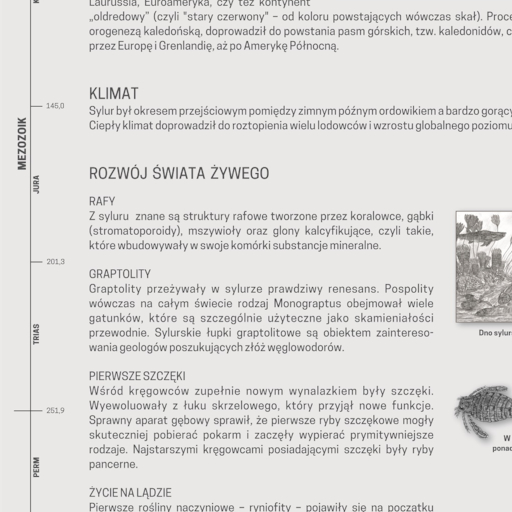 Laurussia, Euroameryka, czy też kontynent
„oldredowy” (czyli "stary czerwony" – od koloru powstających wówczas skał).
orogenezą kaledońską, doprowadził do powstania pasm górskich, tzw. kaledonidów,
przez Europę i Grenlandię, aż po Amerykę Północną.
KLIMAT
Sylur był okresem przejściowym pomiędzy zimnym późnym ordowikiem a bardzo
Ciepły klimat doprowadził do roztopienia wielu lodowców i wzrostu globalnego
ROZWÓJ ŚWIATA ŻYWEGO
RAFY
Z syluru znane są struktury rafowe tworzone przez koralowce, gąbki
(stromatoporoidy), mszywioły oraz glony kalcyfikujące, czyli takie,
które wbudowywały w swoje komórki substancje mineralne.
GRAPTOLITY
Graptolity przeżywały w sylurze prawdziwy renesans. Pospolity
wówczas na całym świecie rodzaj Monograptus obejmował wiele
gatunków, które są szczególnie użyteczne jako skamieniałości
przewodnie. Sylurskie łupki graptolitowe są obiektem zaintereso-
wania geologów poszukujących złóż węglowodorów.
PIERWSZE SZCZĘKI
Wśród kręgowców zupełnie nowym wynalazkiem były szczęki.
Wyewoluowały z łuku skrzelowego, który przyjął nowe funkcje.
Sprawny aparat gębowy sprawił, że pierwsze ryby szczękowe mogły
skuteczniej pobierać pokarm i zaczęły wypierać prymitywniejsze
rodzaje. Najstarszymi kręgowcami posiadającymi szczęki były ryby
pancerne.
ŻYCIE NA LĄDZIE
Pierwsze rośliny naczyniowe – ryniofity – pojawiły się na początku
MEZOZOIK
145,0
JURA
201,3
TRIAS
251,9
PERM
Dno
W